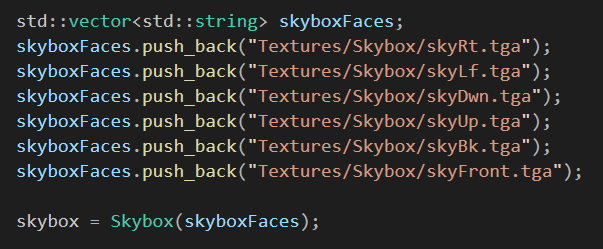 std::vector<std::string> skyboxFaces;
skyboxFaces.push_back("Textures/Skybox/skyRt.tga");
skyboxFaces.push_back("Textures/Skybox/skyLf.tga");
skyboxFaces.push_back("Textures/Skybox/skyDwn.tga");
skyboxFaces.push_back("Textures/Skybox/skyUp.tga");
skyboxFaces.push_back("Textures/Skybox/skyBk.tga");
skyboxFaces.push_back("Textures/Skybox/skyFront.tga");
skybox = Skybox(skyboxFaces);